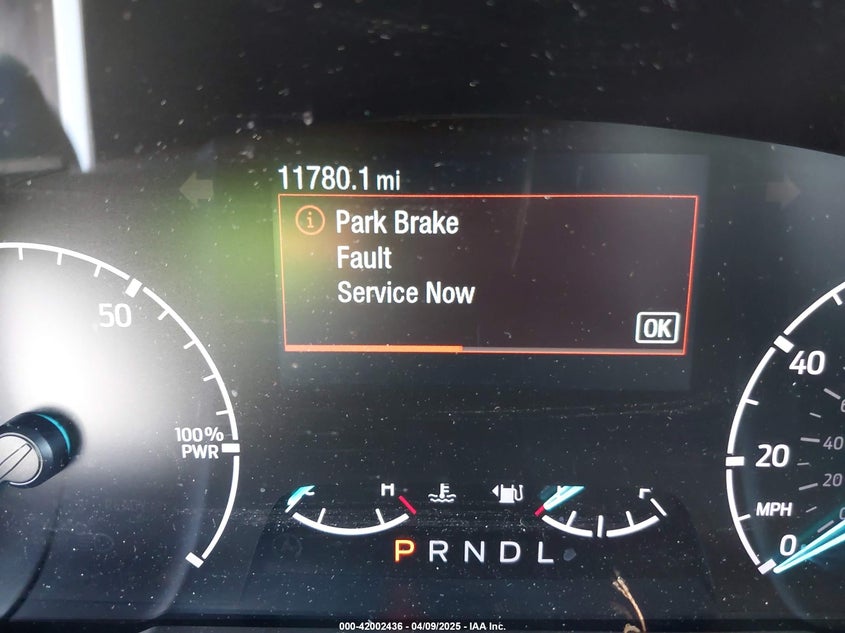 11780.1 mi
Park Brake
Fault
Service Now
OK
50
40
100%
PWR
20
40
20
MPH
0
H
P R N D L
000-42002436 - 04/09/2025 - IAA Inc.